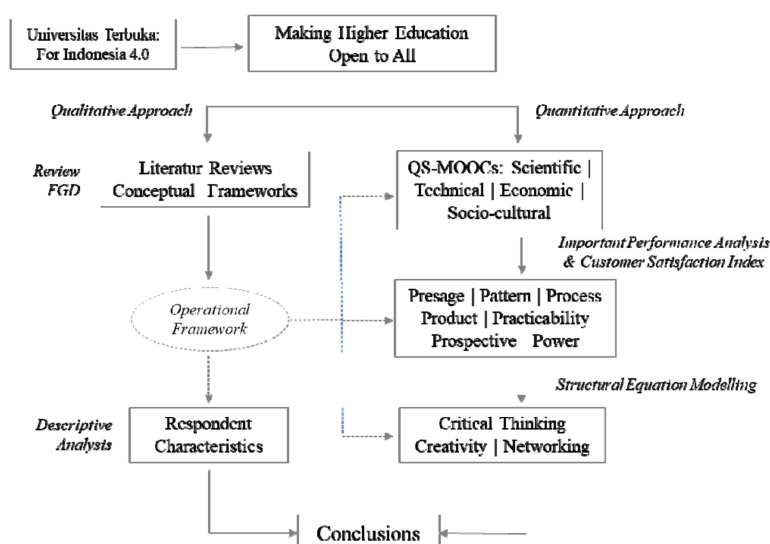 Universitas Terbuka:
For Indonesia 4.0
Making Higher Education
Open to All
Qualitative Approach
Quantitative Approach
Review
FGD
Literatur Reviews
Conceptual Frameworks
QS-MOOCs: Scientific |
Technical | Economic |
Socio-cultural
Important Performance Analysis
& Customer Satisfaction Index
Operational
Framework
Presage | Pattern | Process
Product | Practicability
Prospective Power
Structural Equation Modelling
Descriptive
Analysis
Respondent
Characteristics
Critical Thinking
Creativity | Networking
Conclusions